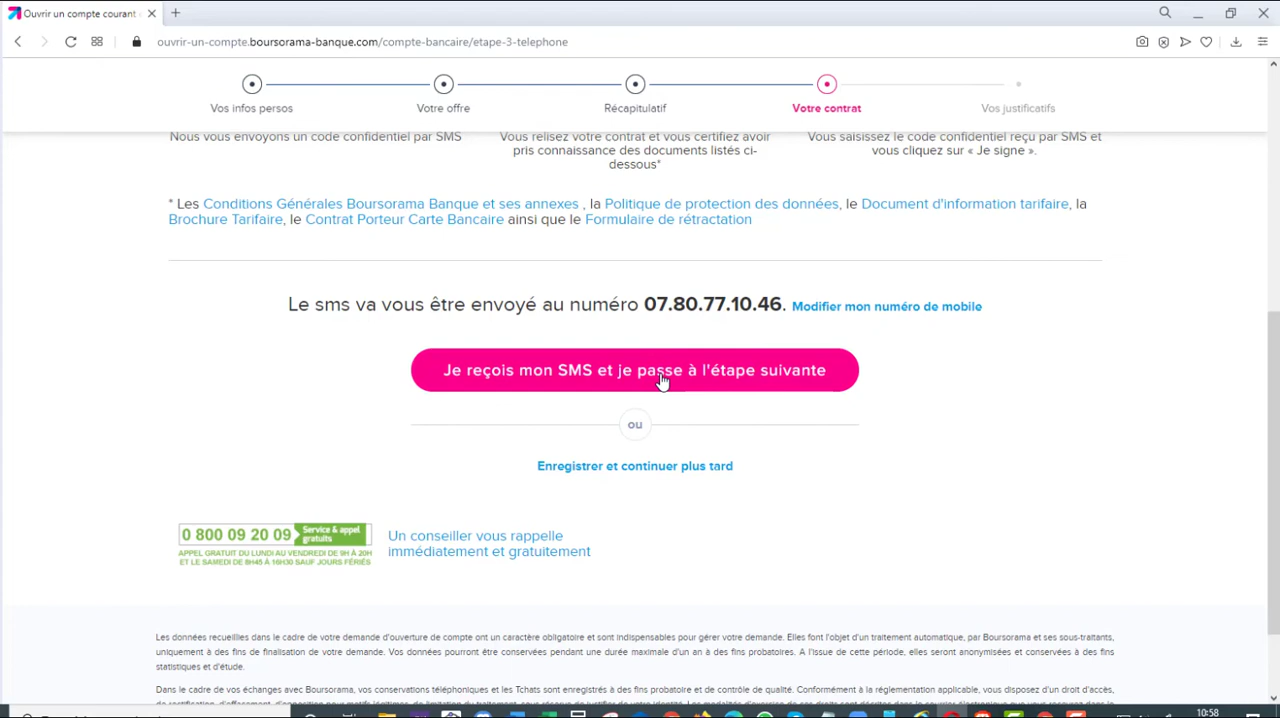 Ouvrir un compte courant
ouvrir-un-compte.boursorama-banque.com/compte-bancaire/etape-3-telephone
Vos infos persos
Votre offre
Récapitulatif
Votre contrat
Vos justificatifs
Nous vous envoyons un code confidentiel par SMS
Vous relisez votre contrat et vous certifiez avoir
pris connaissance des documents listés ci-
dessous*
Vous saisissez le code confidentiel reçu par SMS et
vous cliquez sur « Je signe ».
* Les Conditions Générales Boursorama Banque et ses annexes , la Politique de protection des données, le Document d'information tarifaire, la
Brochure Tarifaire, le Contrat Porteur Carte Bancaire ainsi que le Formulaire de rétractation
Le sms va vous être envoyé au numéro 07.80.77.10.46. Modifier mon numéro de mobile
Je reçois mon SMS et je passe à l'étape suivante
ou
Enregistrer et continuer plus tard
0 800 09 20 09 Service & appel
gratuits
APPEL GRATUIT DU LUNDI AU VENDREDI DE 9H À 20H
ET LE SAMEDI DE 8H45 À 16H30 SAUF JOURS FÉRIÉS
Un conseiller vous rappelle
immédiatement et gratuitement
Les données recueillies dans le cadre de votre demande d'ouverture de compte ont un caractère obligatoire et sont indispensables pour gérer votre demande. Elles font l'objet d'un traitement automatique, par Boursorama et ses sous-traitants,
uniquement à des fins de finalisation de votre demande. Vos données pourront être conservées pendant une durée maximale d'un an à des fins probatoires. A l'issue de cette période, elles seront anonymisées et conservées à des fins
statistiques et d'étude.
Dans le cadre de vos échanges avec Boursorama, vos conservations téléphoniques et les Tchats sont enregistrés à des fins probatoire et de contrôle de qualité. Conformément à la réglementation applicable, vous disposez d'un droit d'accès,
10:58